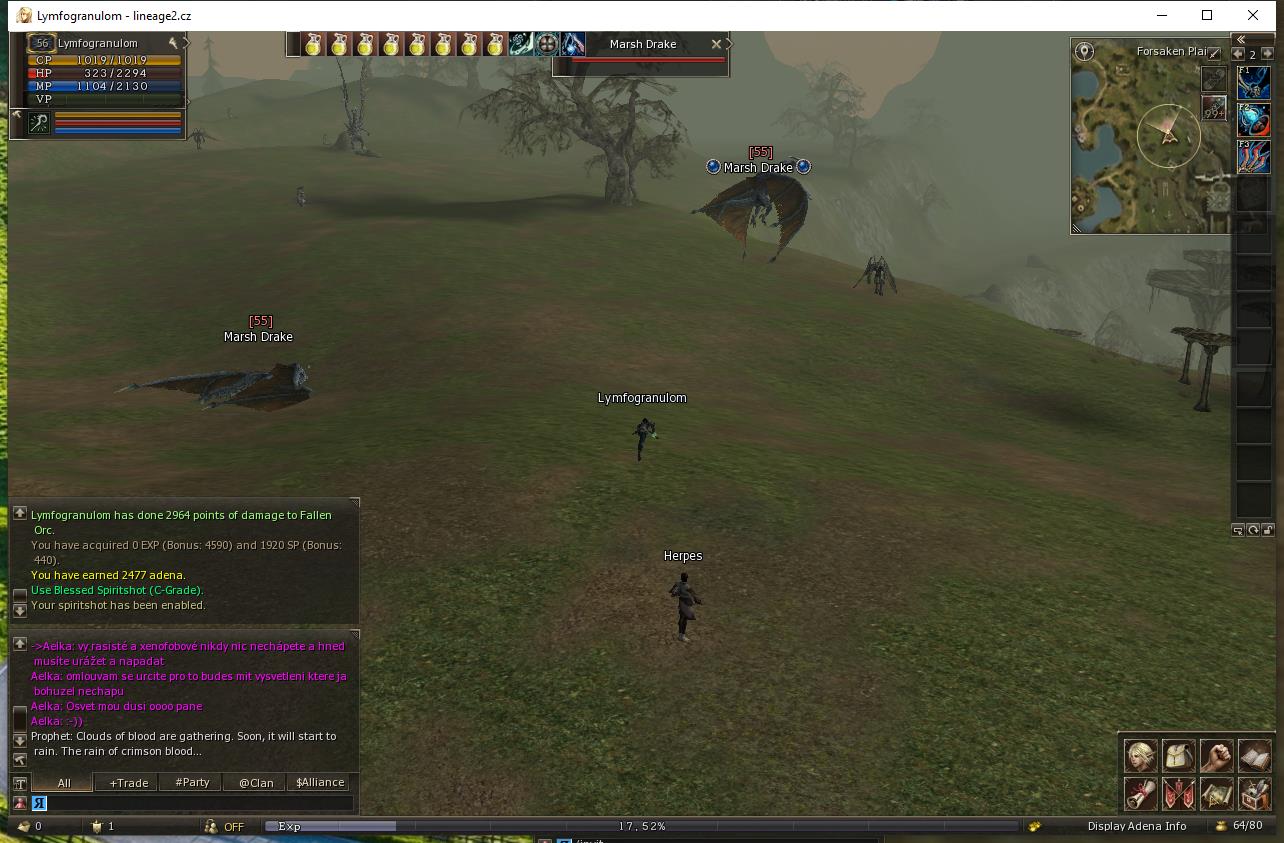 Lymfogranulom - lineage2.cz
56 Lymfogranulom
CP 1019/1019
HP 323/2294
MP 1104/2130
VP
Marsh Drake
Forsaken Plai
2
F1
99+
F2
F3
[55]
Marsh Drake
[55]
Marsh Drake
Lymfogranulom
Herpes
Lymfogranulom has done 2964 points of damage to Fallen
Orc.
You have acquired 0 EXP (Bonus: 4590) and 1920 SP (Bonus:
440).
You have earned 2477 adena.
Use Blessed Spiritshot (C-Grade).
Your spiritshot has been enabled.
->Aelka: vy rasisté a xenofobové nikdy nic nechápete a hned
musíte urážet a napadat
Aelka: omlouvam se urcite pro to budes mit vysvetleni ktere ja
bohuzel nechapu
Aelka: Osvet mou dusi oooo pane
Aelka: :-))
Prophet: Clouds of blood are gathering. Soon, it will start to
rain. The rain of crimson blood...
All +Trade #Party @Clan $Alliance
Я
0 1 OFF Exp 17,52% Display Adena Info 64/80